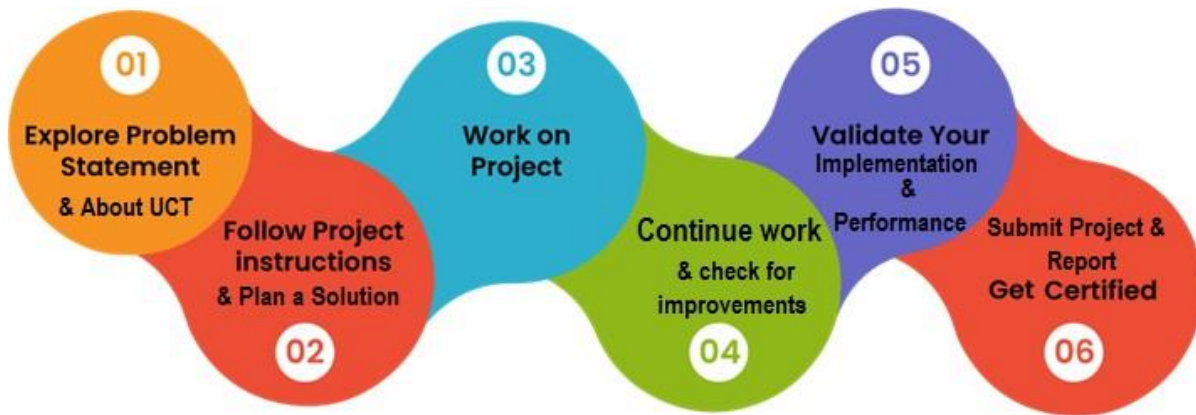 01
Explore Problem
Statement
& About UCT
Follow Project
instructions
& Plan a Solution
02
03
Work on
Project
Continue work
& check for
improvements
04
05
Validate Your
Implementation
&
Performance
Submit Project &
Report
Get Certified
06